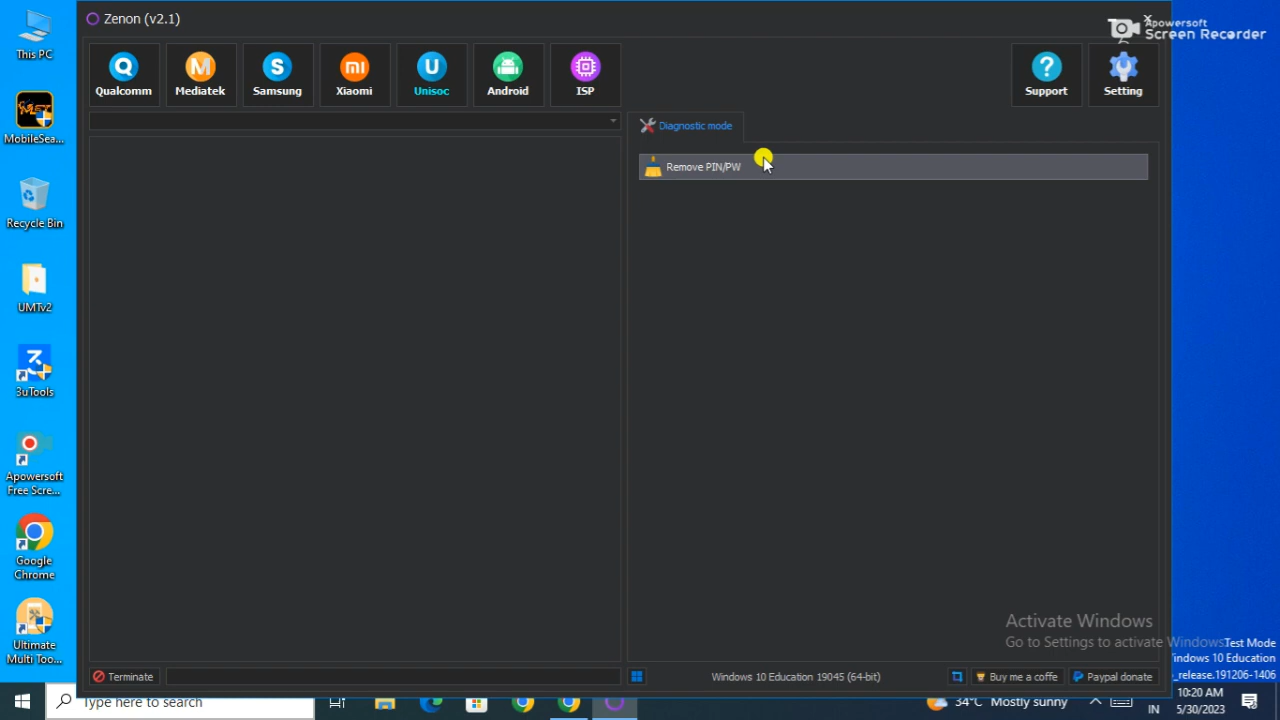 This PC
MobileSea...
Recycle Bin
UMTv2
3uTools
Apowersoft
Free Scre...
Google
Chrome
Ultimate
Multi Too...
Zenon (v2.1)
Apowersoft
Screen Recorder
Qualcomm
Mediatek
Samsung
Xiaomi
Unisoc
Android
ISP
Support
Setting
Diagnostic mode
Remove PIN/PW
Activate Windows
Go to Settings to activate Windows.
Test Mode
Windows 10 Education
_release.191206-1406
Terminate
Windows 10 Education 19045 (64-bit)
Buy me a coffe
Paypal donate
Type here to search
34°C Mostly sunny
IN
10:20 AM
5/30/2023